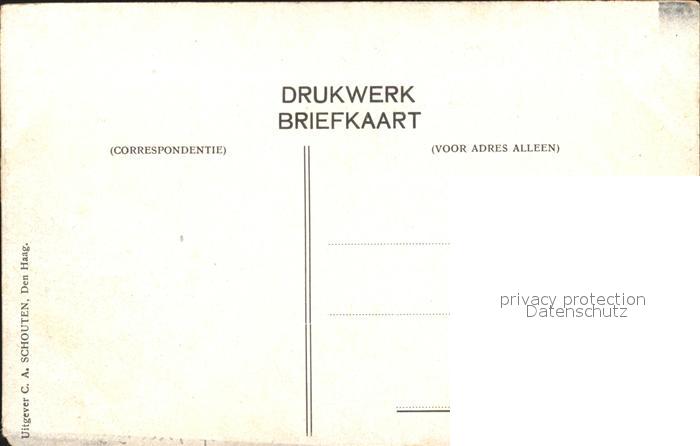 DRUKWERK
BRIEFKAART
(CORRESPONDENTIE)
(VOOR ADRES ALLEEN)
Uitgever C. A. SCHOUTEN, Den Haag.
privacy protection
Datenschutz